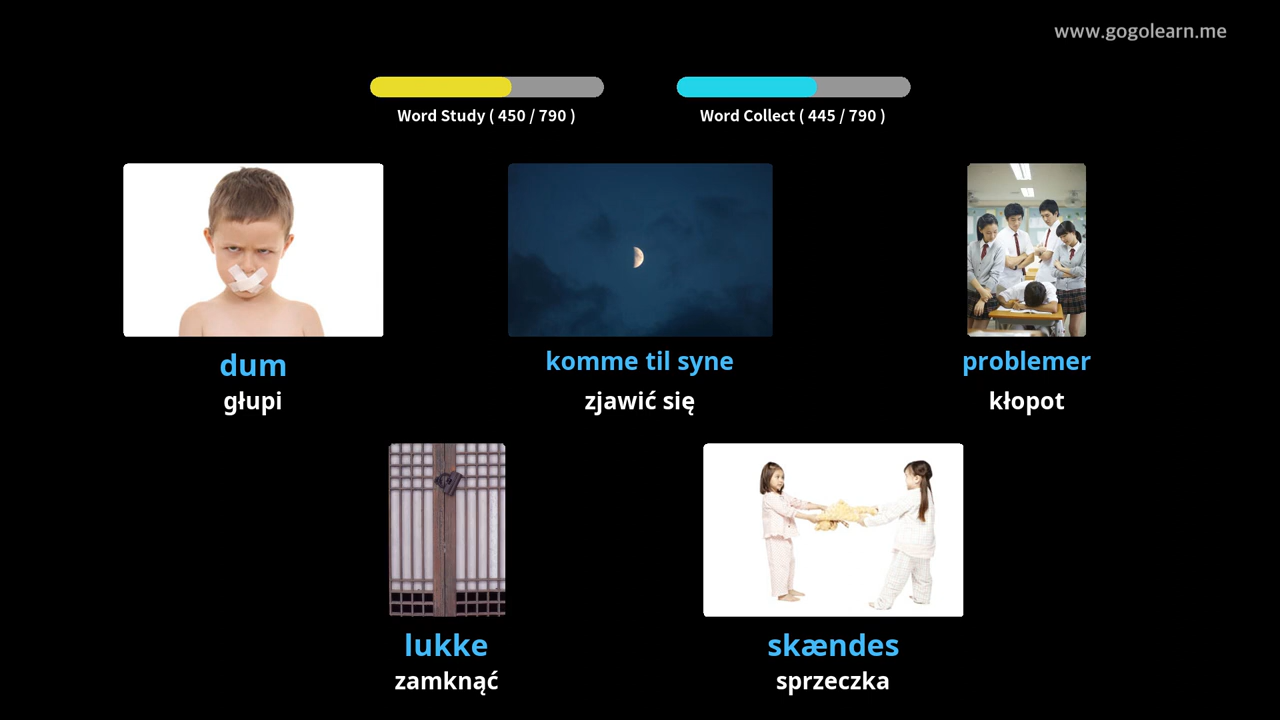 www.gogolearn.me
Word Study ( 450 / 790 )
Word Collect ( 445 / 790 )
dum
głupi
komme til syne
zjawić się
problemer
kłopot
lukke
zamknąć
skændes
sprzeczka